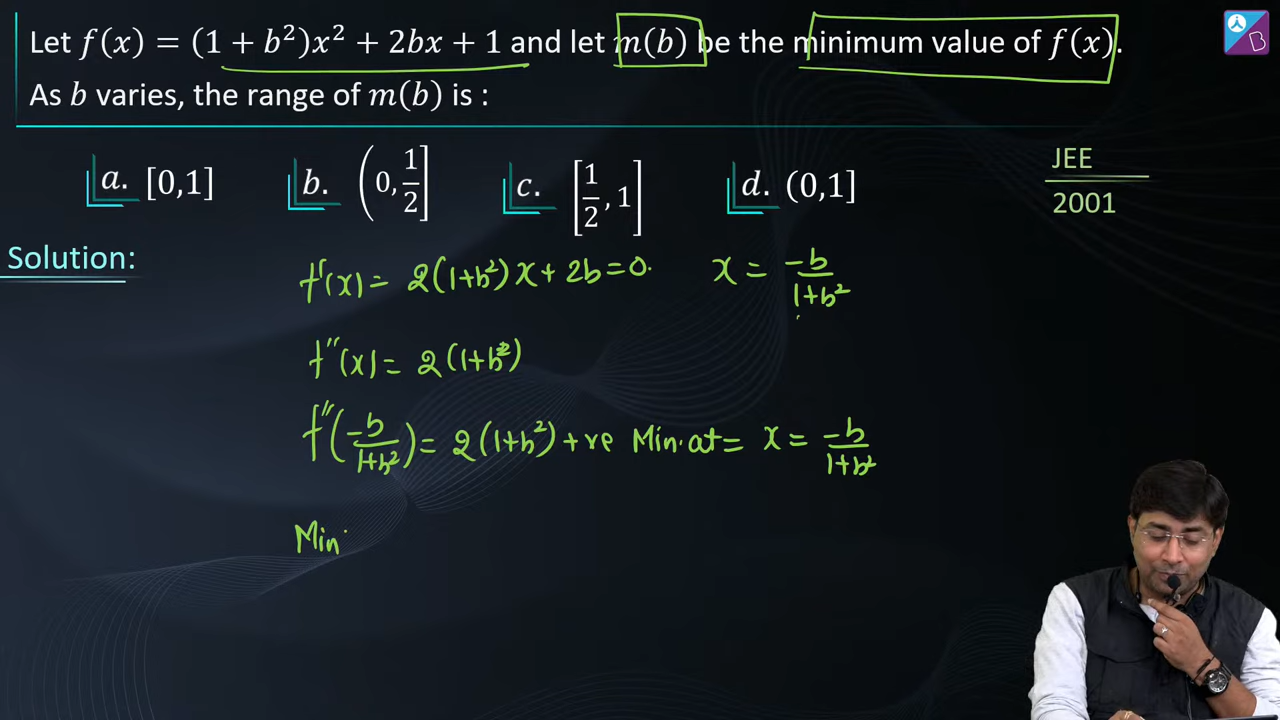 Let f(x) = (1 + b²)x² + 2bx + 1 and let m(b) be the minimum value of f(x).
As b varies, the range of m(b) is :
a. [0,1] b. (0, 1/2] c. [1/2, 1] d. (0,1]
JEE
2001
Solution:
f'(x) = 2(1+b²)x + 2b = 0. x = -b/(1+b²)
f''(x) = 2(1+b²)
f''(-b/(1+b²)) = 2(1+b²) +ve Min. at = x = -b/(1+b²)
Min.
B